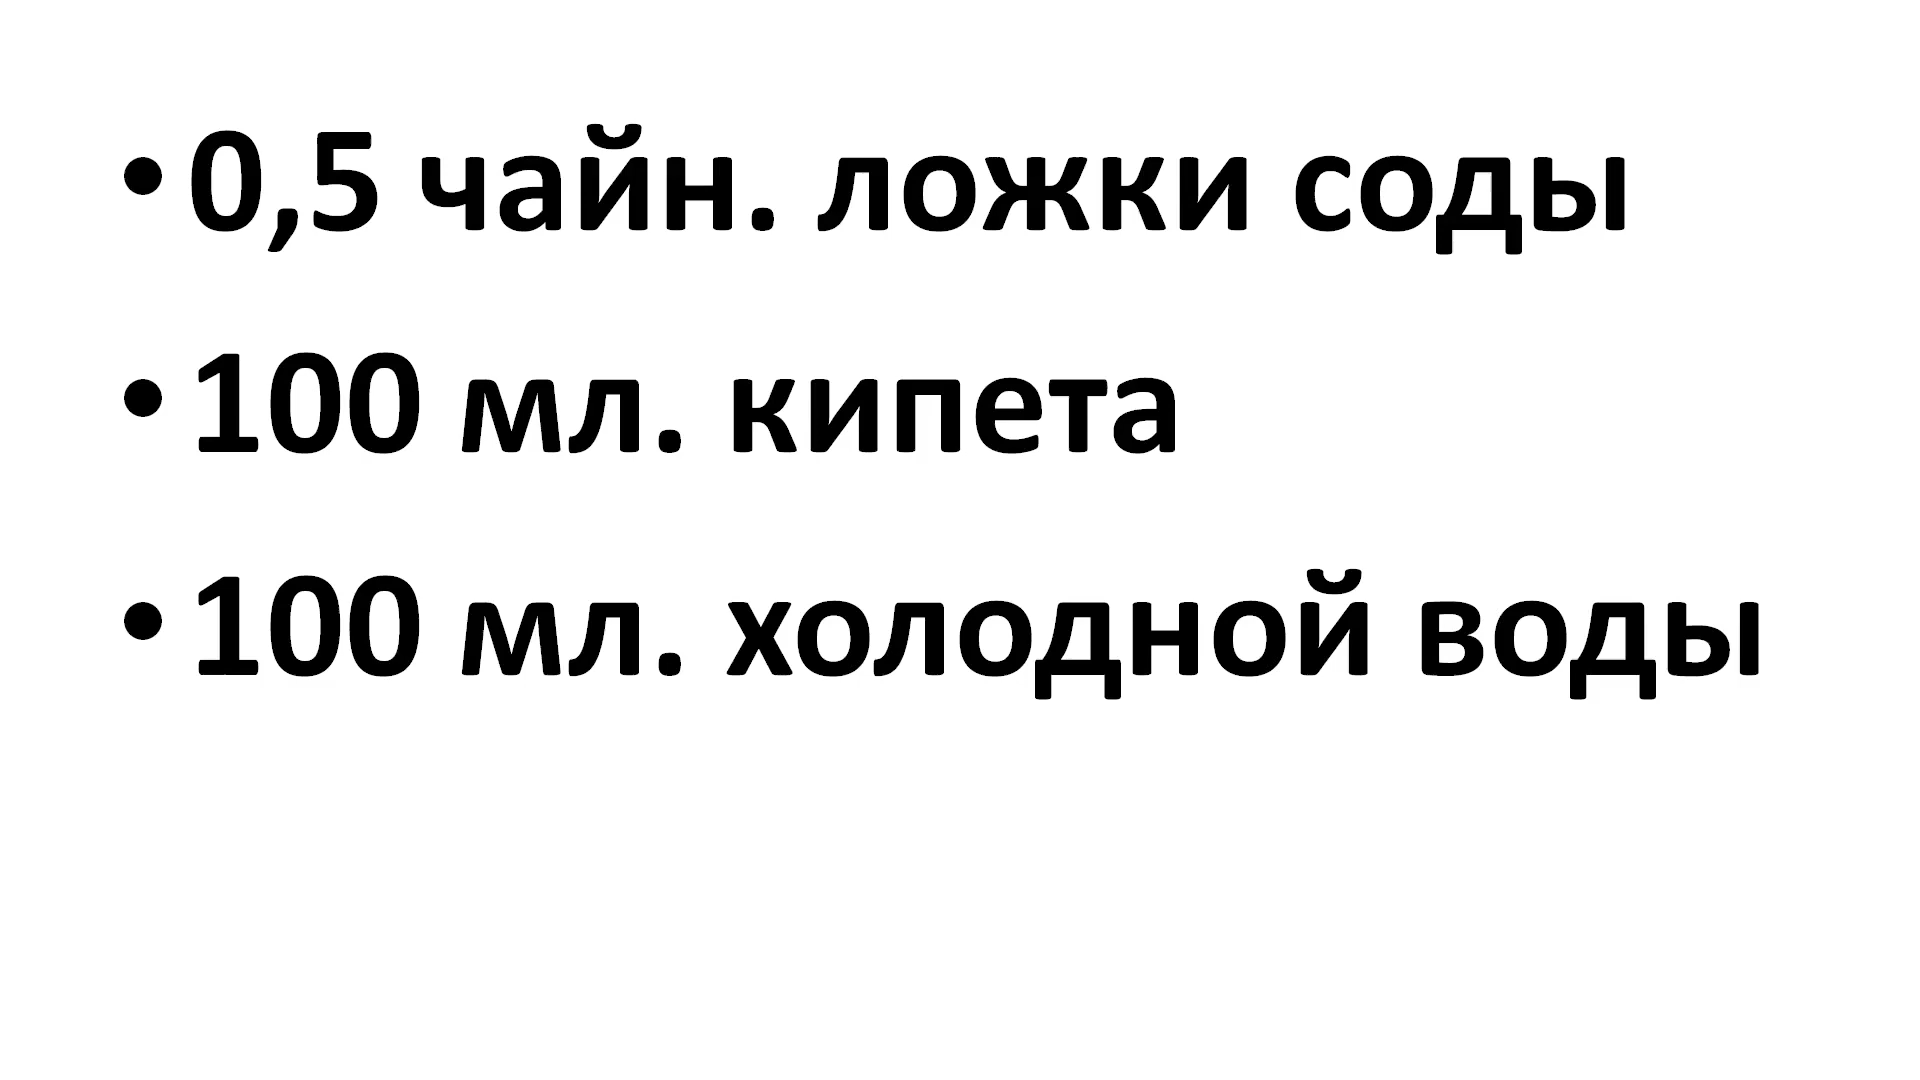 • 0,5 чайн. ложки соды
• 100 мл. кипета
• 100 мл. холодной воды